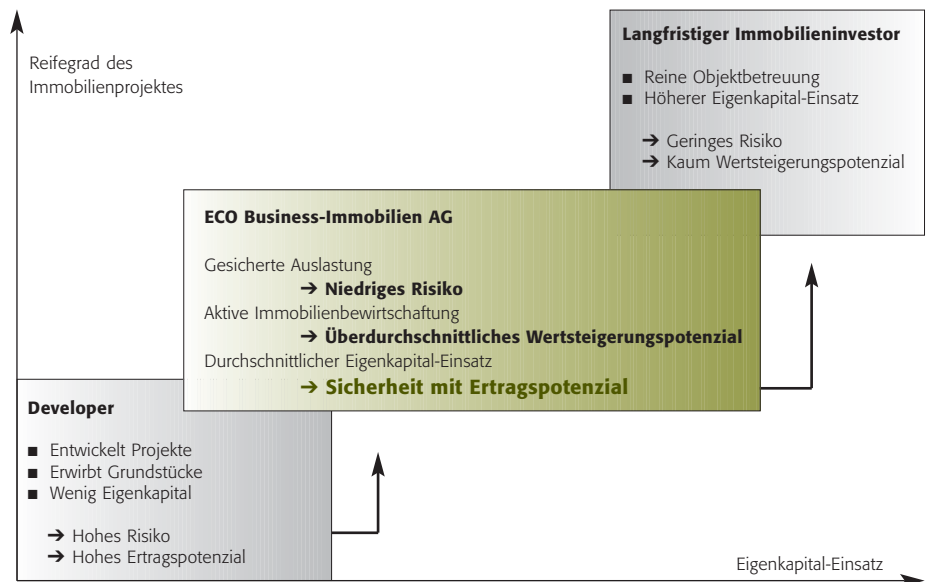 Reifegrad des
Immobilienprojektes
Langfristiger Immobilieninvestor
■ Reine Objektbetreuung
■ Höherer Eigenkapital-Einsatz
➔ Geringes Risiko
➔ Kaum Wertsteigerungspotenzial
ECO Business-Immobilien AG
Gesicherte Auslastung
➔ Niedriges Risiko
Aktive Immobilienbewirtschaftung
➔ Überdurchschnittliches Wertsteigerungspotenzial
Durchschnittlicher Eigenkapital-Einsatz
➔ Sicherheit mit Ertragspotenzial
Developer
■ Entwickelt Projekte
■ Erwirbt Grundstücke
■ Wenig Eigenkapital
➔ Hohes Risiko
➔ Hohes Ertragspotenzial
Eigenkapital-Einsatz